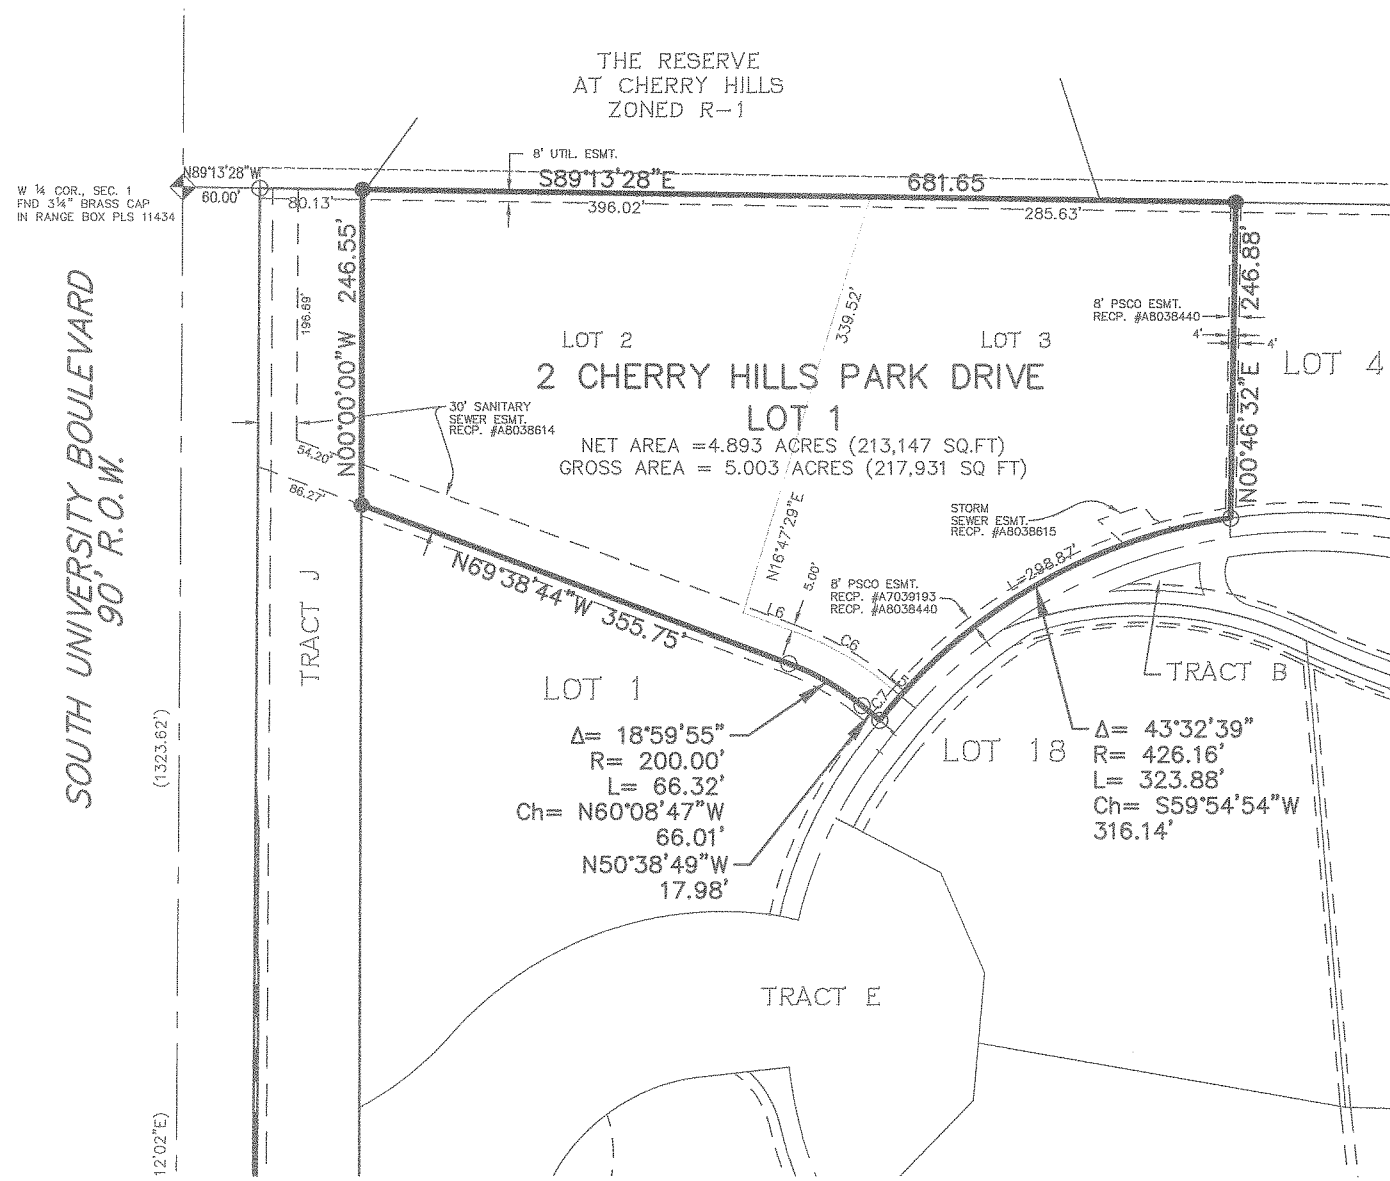 THE RESERVE
AT CHERRY HILLS
ZONED R-1
8' UTIL. ESMT.
N89°13'28"W
60.00'
W ¼ COR., SEC. 1
FND 3¼" BRASS CAP
IN RANGE BOX PLS 11434
80.13'
S89°13'28"E
681.65
396.02'
285.63'
N00°00'00"W 246.55'
196.69'
339.52'
N16°47'29"E
8' PSCO ESMT.
RECP. #A8038440
4'
4'
N00°46'32"E 246.88'
LOT 2
LOT 3
LOT 4
2 CHERRY HILLS PARK DRIVE
LOT 1
NET AREA =4.893 ACRES (213,147 SQ.FT)
GROSS AREA = 5.003 ACRES (217,931 SQ FT)
30' SANITARY
SEWER ESMT.
RECP. #A8038614
54.20'
86.27'
SOUTH UNIVERSITY BOULEVARD
90' R.O.W.
STORM
SEWER ESMT.
RECP. #A8038615
L=298.87'
8' PSCO ESMT.
RECP. #A7039193
RECP. #A8038440
5.00'
L6
C6
C7
L5
N69°38'44"W 355.75'
TRACT J
LOT 1
TRACT B
LOT 18
Δ= 18°59'55"
R= 200.00'
L= 66.32'
Ch= N60°08'47"W
66.01'
N50°38'49"W
17.98'
Δ= 43°32'39"
R= 426.16'
L= 323.88'
Ch= S59°54'54"W
316.14'
(1323.62')
TRACT E
12'02"E)